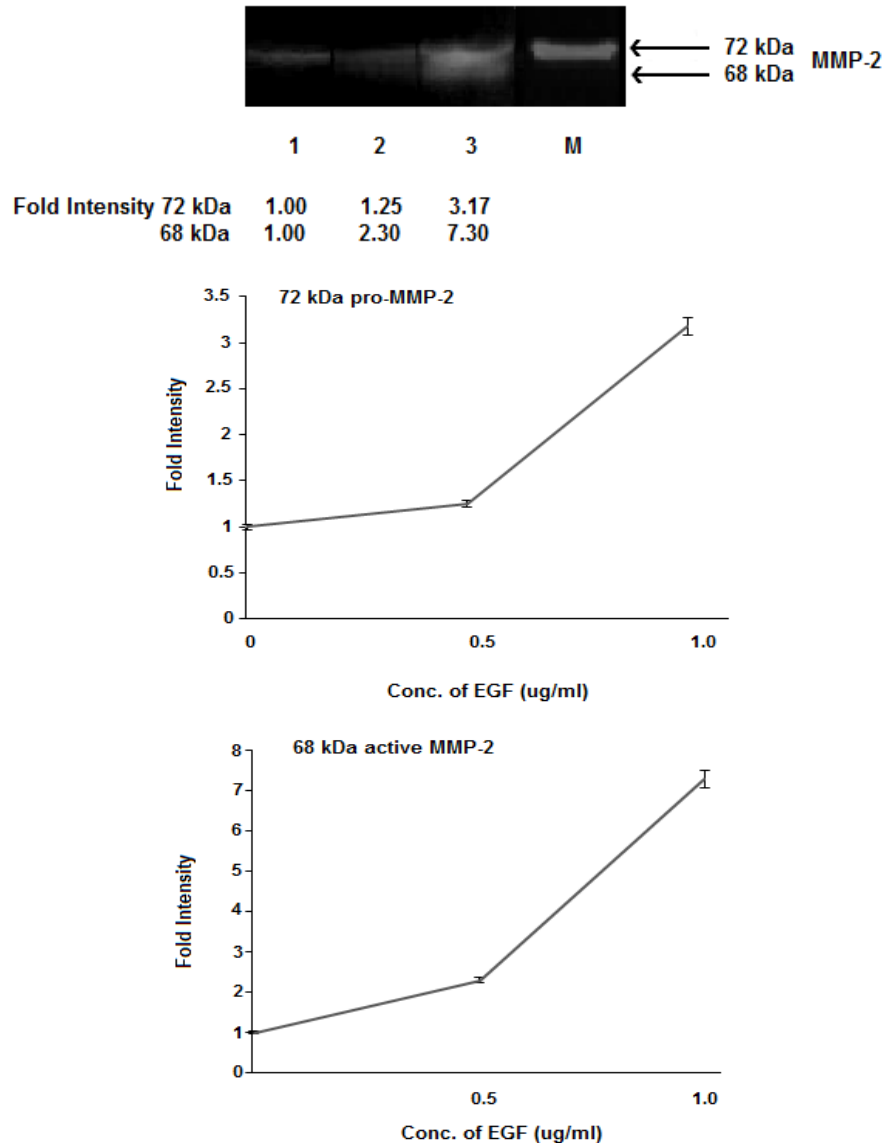 72 kDa
68 kDa
MMP-2
1 2 3 M
Fold Intensity 72 kDa 1.00 1.25 3.17
68 kDa 1.00 2.30 7.30
72 kDa pro-MMP-2
Fold Intensity
3.5
3
2.5
2
1.5
1
0.5
0
0 0.5 1.0
Conc. of EGF (ug/ml)
68 kDa active MMP-2
Fold Intensity
8
7
6
5
4
3
2
1
0
0.5 1.0
Conc. of EGF (ug/ml)